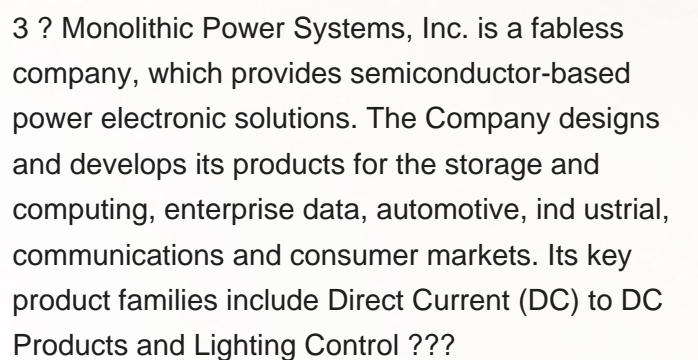 3 ? Monolithic Power Systems, Inc. is a fabless
company, which provides semiconductor-based
power electronic solutions. The Company designs
and develops its products for the storage and
computing, enterprise data, automotive, ind ustrial,
communications and consumer markets. Its key
product families include Direct Current (DC) to DC
Products and Lighting Control ???